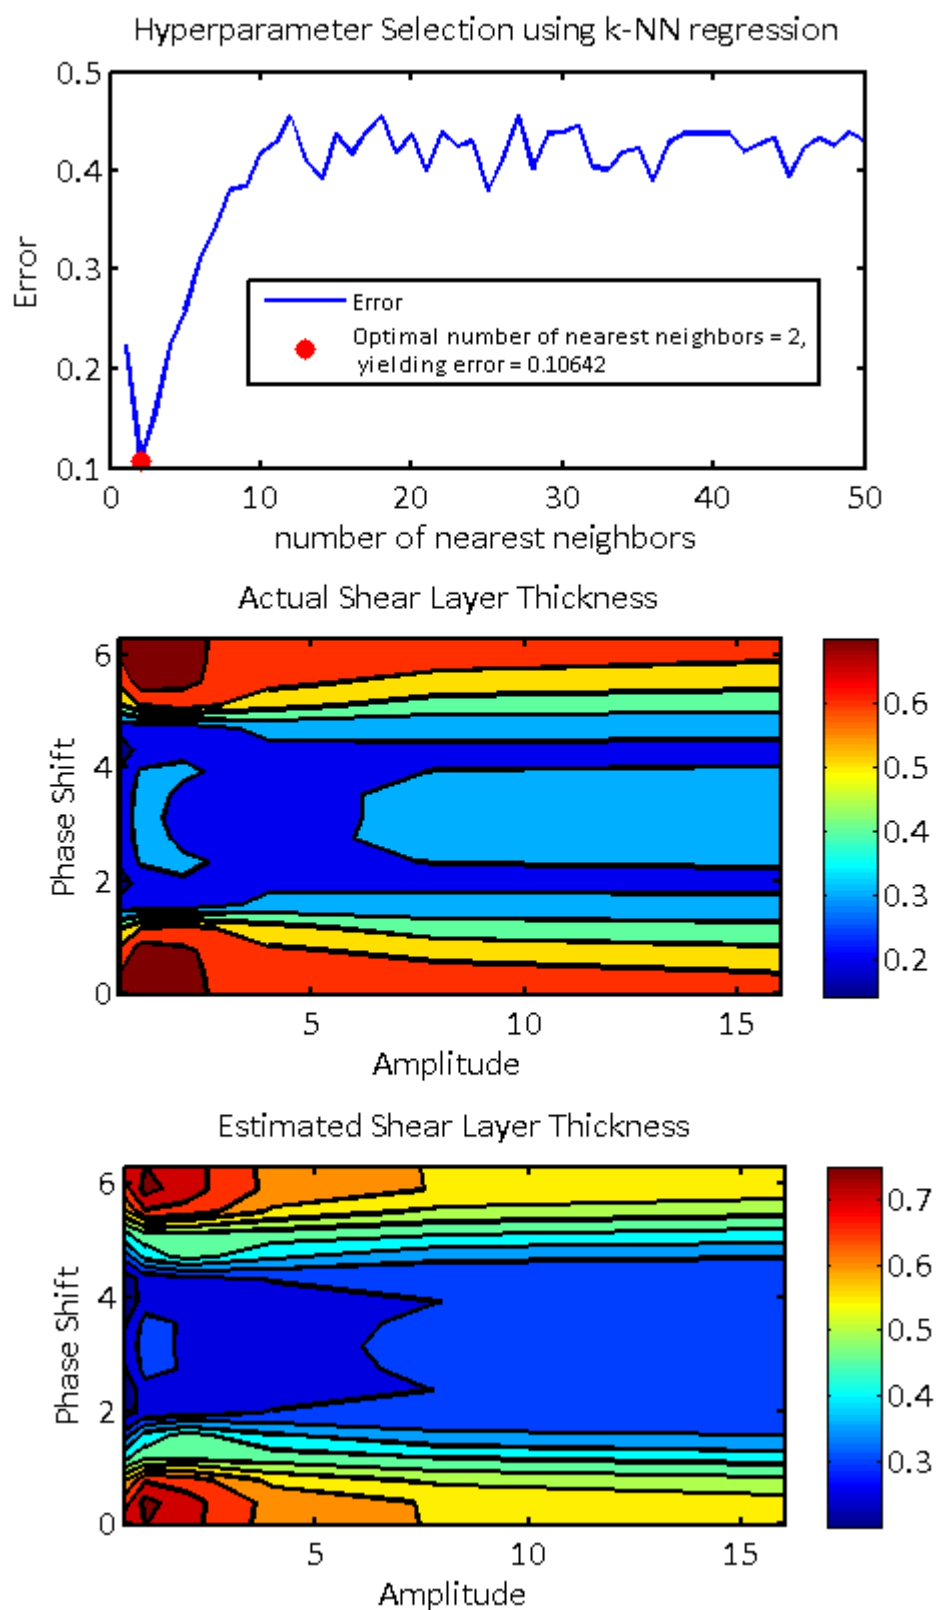 Hyperparameter Selection using k-NN regression
0.5
0.4
0.3
0.2
0.1
Error
Error
Optimal number of nearest neighbors = 2,
yielding error = 0.10642
0 10 20 30 40 50
number of nearest neighbors
Actual Shear Layer Thickness
6
4
2
0
Phase Shift
5 10 15
Amplitude
0.6
0.5
0.4
0.3
0.2
Estimated Shear Layer Thickness
6
4
2
0
Phase Shift
5 10 15
Amplitude
0.7
0.6
0.5
0.4
0.3